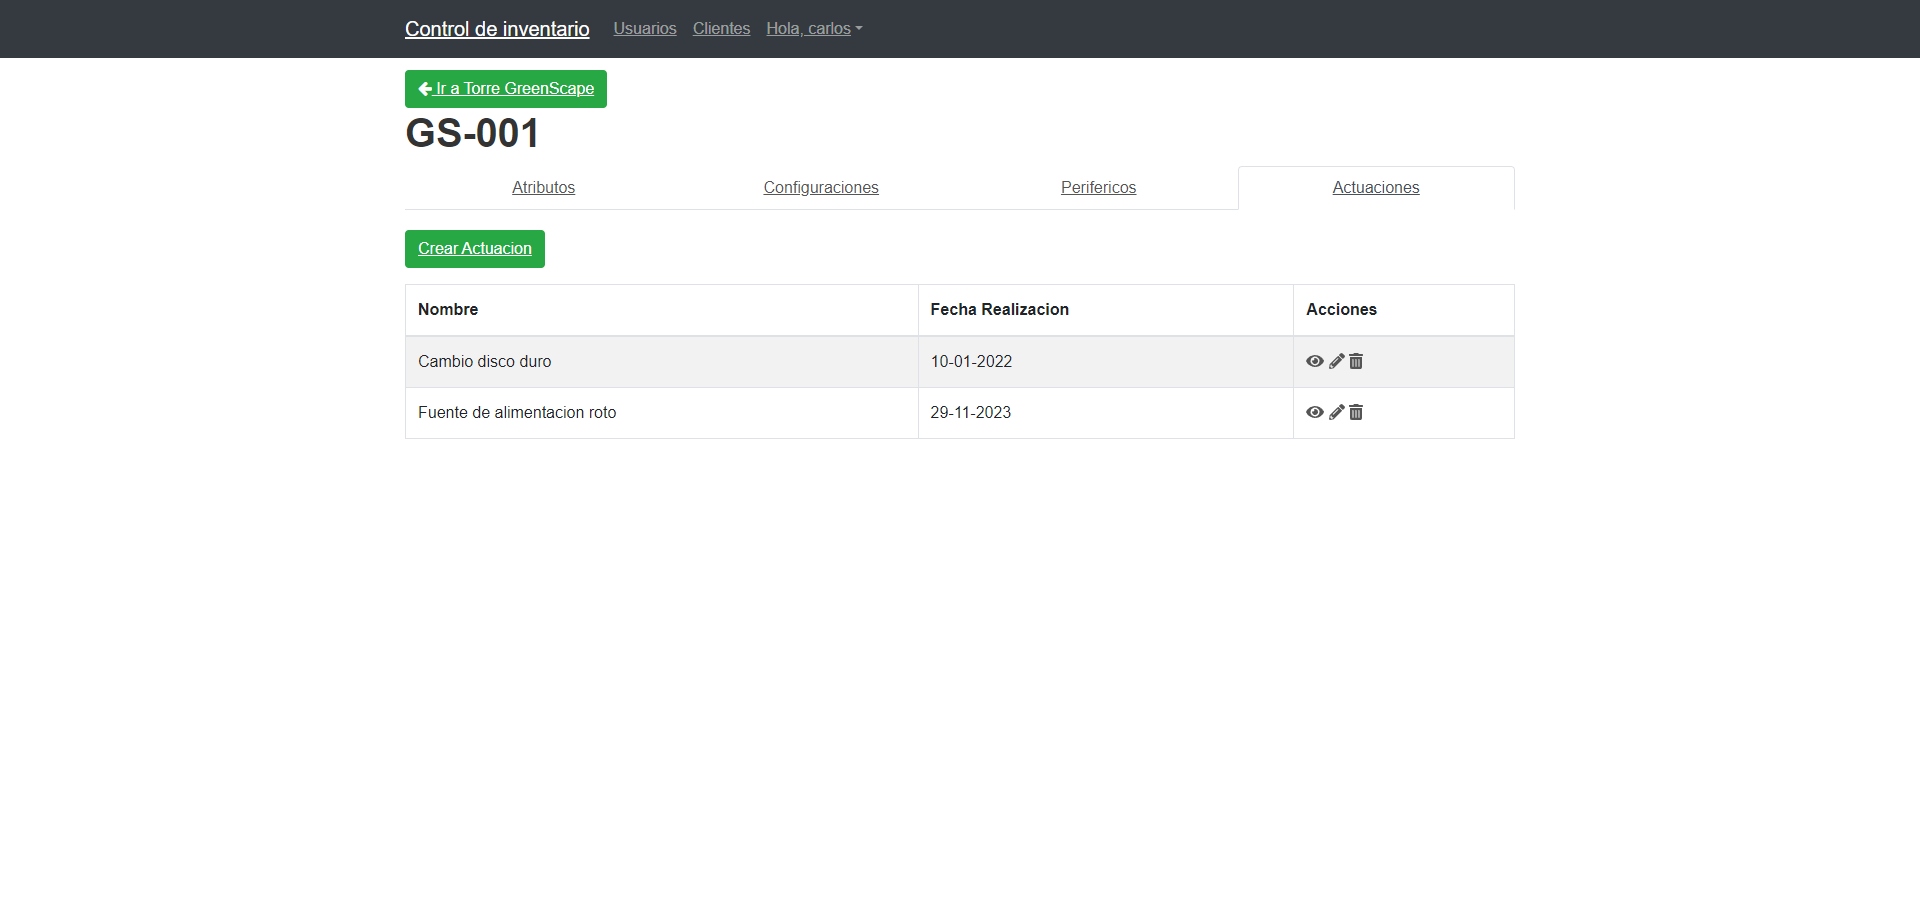 Control de inventario Usuarios Clientes Hola, carlos
Ir a Torre GreenScape
GS-001
Atributos Configuraciones Perifericos Actuaciones
Crear Actuacion
Nombre Fecha Realizacion Acciones
Cambio disco duro 10-01-2022
Fuente de alimentacion roto 29-11-2023